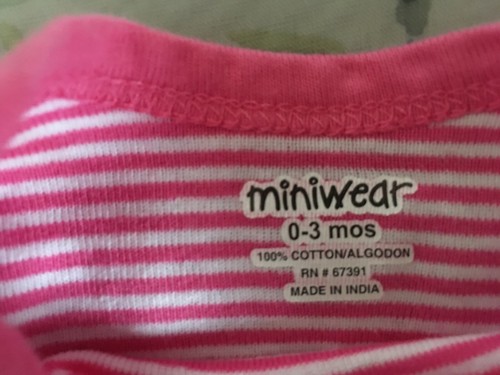 miniwear
0-3 mos
100% COTTON/ALGODON
RN # 67391
MADE IN INDIA